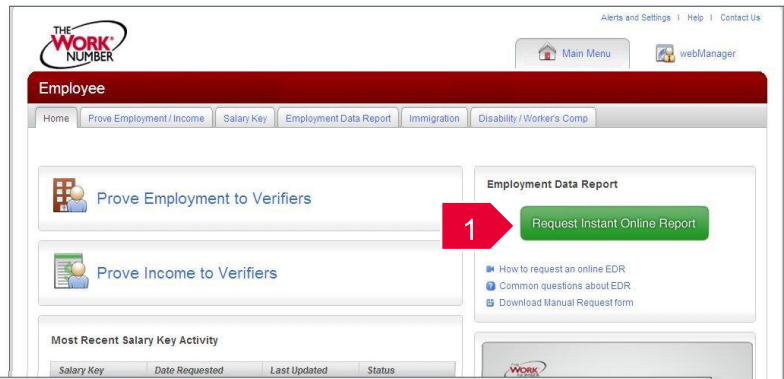 Alerts and Settings | Help | Contact Us
THE
WORK
NUMBER
Main Menu
webManager
Employee
Home Prove Employment / Income Salary Key Employment Data Report Immigration Disability / Worker's Comp
Prove Employment to Verifiers
Employment Data Report
1
Request Instant Online Report
Prove Income to Verifiers
How to request an online EDR
Common questions about EDR
Download Manual Request form
Most Recent Salary Key Activity
Salary Key Date Requested Last Updated Status
THE
WORK
NUMBER